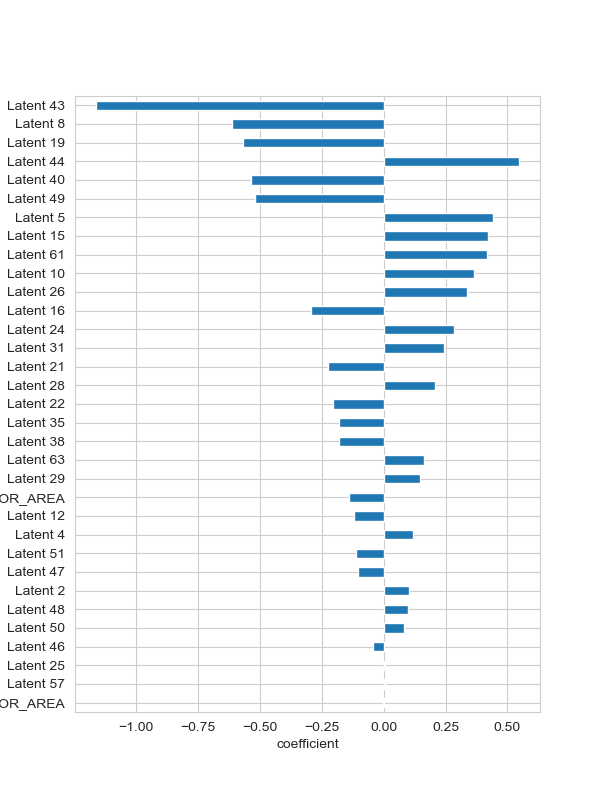 Latent 43
Latent 8
Latent 19
Latent 44
Latent 40
Latent 49
Latent 5
Latent 15
Latent 61
Latent 10
Latent 26
Latent 16
Latent 24
Latent 31
Latent 21
Latent 28
Latent 22
Latent 35
Latent 38
Latent 63
Latent 29
OR_AREA
Latent 12
Latent 4
Latent 51
Latent 47
Latent 2
Latent 48
Latent 50
Latent 46
Latent 25
Latent 57
OR_AREA
−1.00 −0.75 −0.50 −0.25 0.00 0.25 0.50
coefficient